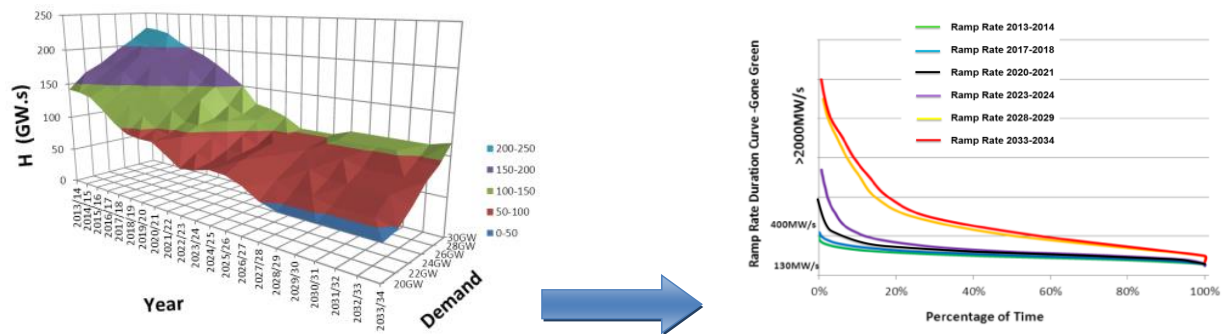 250
200
150
100
50
0
H (GW.s)
2013/14
2014/15
2015/16
2016/17
2017/18
2018/19
2019/20
2020/21
2021/22
2022/23
2023/24
2024/25
2025/26
2026/27
2027/28
2028/29
2029/30
2030/31
2031/32
2032/33
2033/34
Year
30GW
28GW
26GW
24GW
22GW
20GW
Demand
200-250
150-200
100-150
50-100
0-50
Ramp Rate Duration Curve -Gone Green
>2000MW/s
400MW/s
130MW/s
Ramp Rate 2013-2014
Ramp Rate 2017-2018
Ramp Rate 2020-2021
Ramp Rate 2023-2024
Ramp Rate 2028-2029
Ramp Rate 2033-2034
0% 20% 40% 60% 80% 100%
Percentage of Time